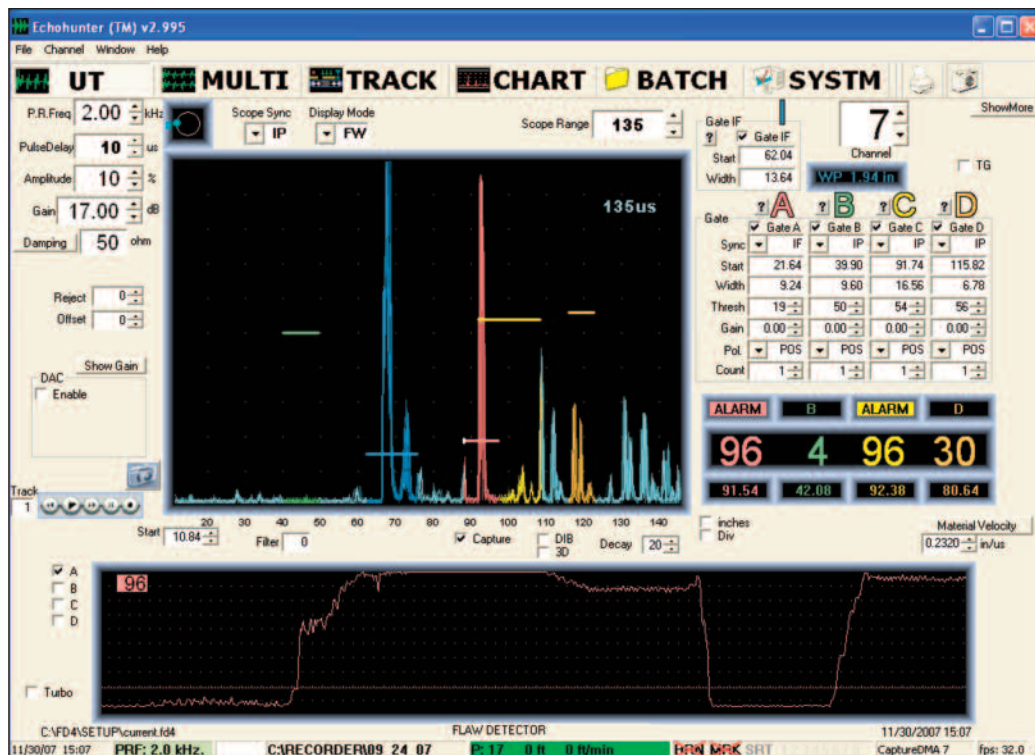 Echohunter (TM) v2.995
File Channel Window Help
UT MULTI TRACK CHART BATCH SYSTM
P.R.Freq 2.00 kHz
PulseDelay 10 us
Amplitude 10 %
Gain 17.00 dB
Damping 50 ohm
Reject 0
Offset 0
Show Gain
DAC
Enable
Track
1
Scope Sync Display Mode
IP FW
Scope Range 135
135us
20 30 40 50 60 70 80 90 100 110 120 130 140
Start 10.84 Filter 0 Capture DIB
3D
Decay 20
Gate IF
? Gate IF
Start 62.04
Width 13.64
7
Channel
WP 1.94 in
ShowMore
TG
? A ? B ? C ? D
Gate Gate A Gate B Gate C Gate D
Sync IF IP IP IP
Start 21.64 39.90 91.74 115.82
Width 9.24 9.60 16.56 6.78
Thresh 19 50 54 56
Gain 0.00 0.00 0.00 0.00
Pol. POS POS POS POS
Count 1 1 1 1
ALARM B ALARM D
96 4 96 30
91.54 42.08 92.38 80.64
inches
Div
Material Velocity
0.2320 in/us
A
B
C
D
96
Turbo
C:\FD4\SETUP\current.fd4 FLAW DETECTOR 11/30/2007 15:07
11/30/07 15:07 PRF: 2.0 kHz. C:\RECORDER\09_24_07 P: 17 0 ft 0 ft/min MRK SRT CaptureDMA 7 fps: 32.0